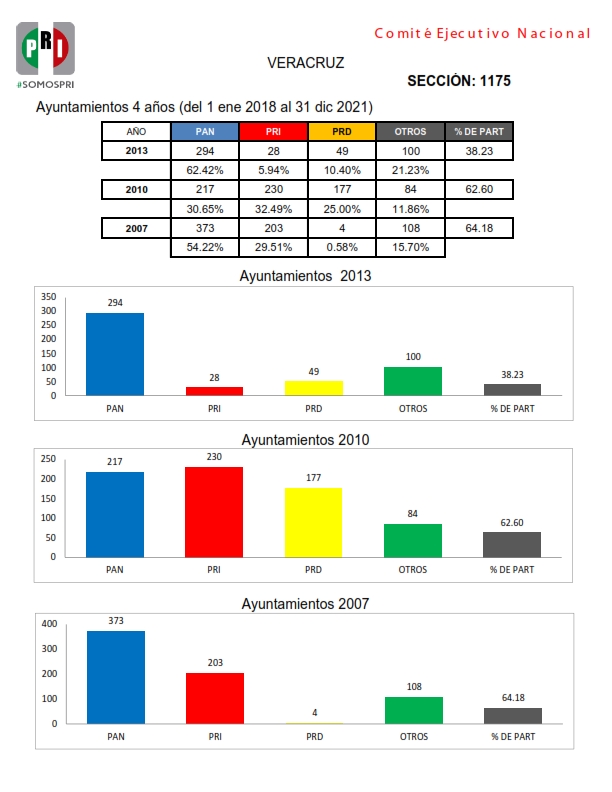 PRI
#SOMOSPRI
Comité Ejecutivo Nacional
VERACRUZ
SECCIÓN: 1175
Ayuntamientos 4 años (del 1 ene 2018 al 31 dic 2021)
AÑO PAN PRI PRD OTROS % DE PART
2013 294 28 49 100 38.23
62.42% 5.94% 10.40% 21.23%
2010 217 230 177 84 62.60
30.65% 32.49% 25.00% 11.86%
2007 373 203 4 108 64.18
54.22% 29.51% 0.58% 15.70%
Ayuntamientos 2013
350
300
250
200
150
100
50
0
294 28 49 100 38.23
PAN PRI PRD OTROS % DE PART
Ayuntamientos 2010
250
200
150
100
50
0
217 230 177 84 62.60
PAN PRI PRD OTROS % DE PART
Ayuntamientos 2007
400
300
200
100
0
373 203 4 108 64.18
PAN PRI PRD OTROS % DE PART